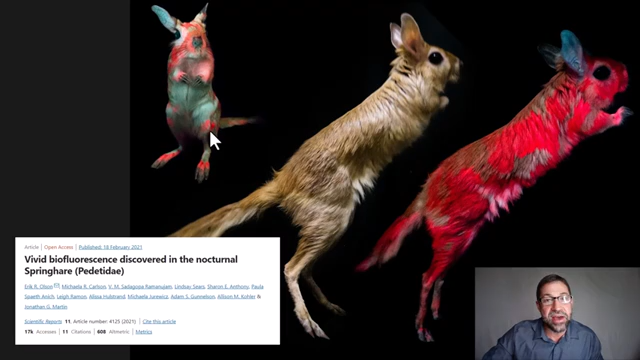 Article | Open Access | Published: 18 February 2021
Vivid biofluorescence discovered in the nocturnal
Springhare (Pedetidae)
Erik R. Olson, Michaela R. Carlson, V. M. Sadagopa Ramanujam, Lindsay Sears, Sharon E. Anthony, Paula
Spaeth Anich, Leigh Ramon, Alissa Hulstrand, Michaela Jurewicz, Adam S. Gunnelson, Allison M. Kohler &
Jonathan G. Martin
Scientific Reports 11, Article number: 4125 (2021) | Cite this article
17k Accesses | 11 Citations | 608 Altmetric | Metrics